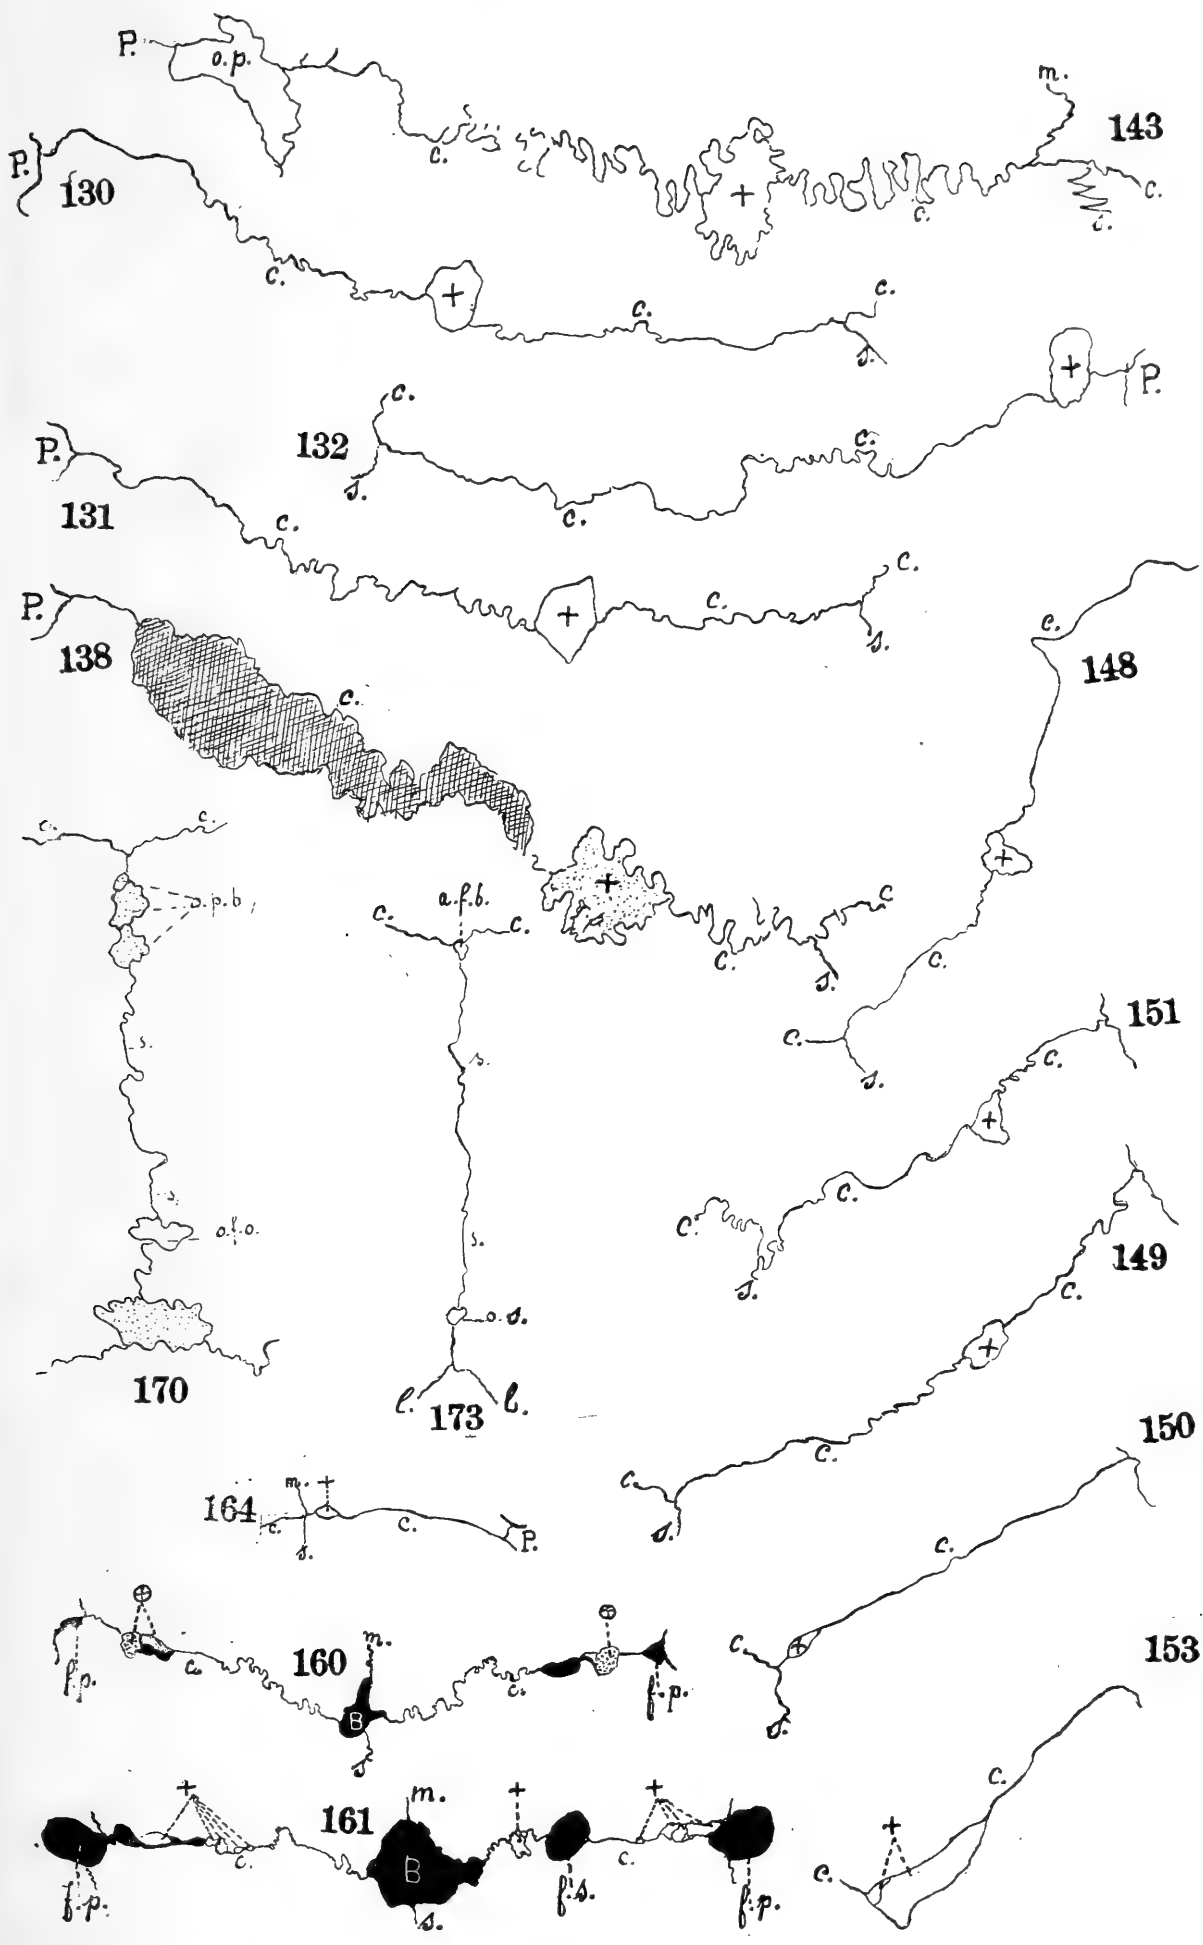 P. o.p. c. + c. m. c. c. 143
P. 130 c. + c. c. s.
132 c. s. c. c. + P.
P. 131 c. + c. c. s.
P. 138 c. + c. c. s.
148 c. + c. c. s.
c. c. o.p.b. s. s. o.f.o. 170
c. a.f.b. c. s. s. o.s. l. l. 173
151 c. + c. c. s.
149 c. + c. c. s.
150 c. + c. s.
164 m. + c. s. c. P.
160 f.p. ⊕ c. m. B s. c. ⊕ f.p.
153 c. + c.
161 f.p. + c. m. B s. + f.s. c. + f.p.